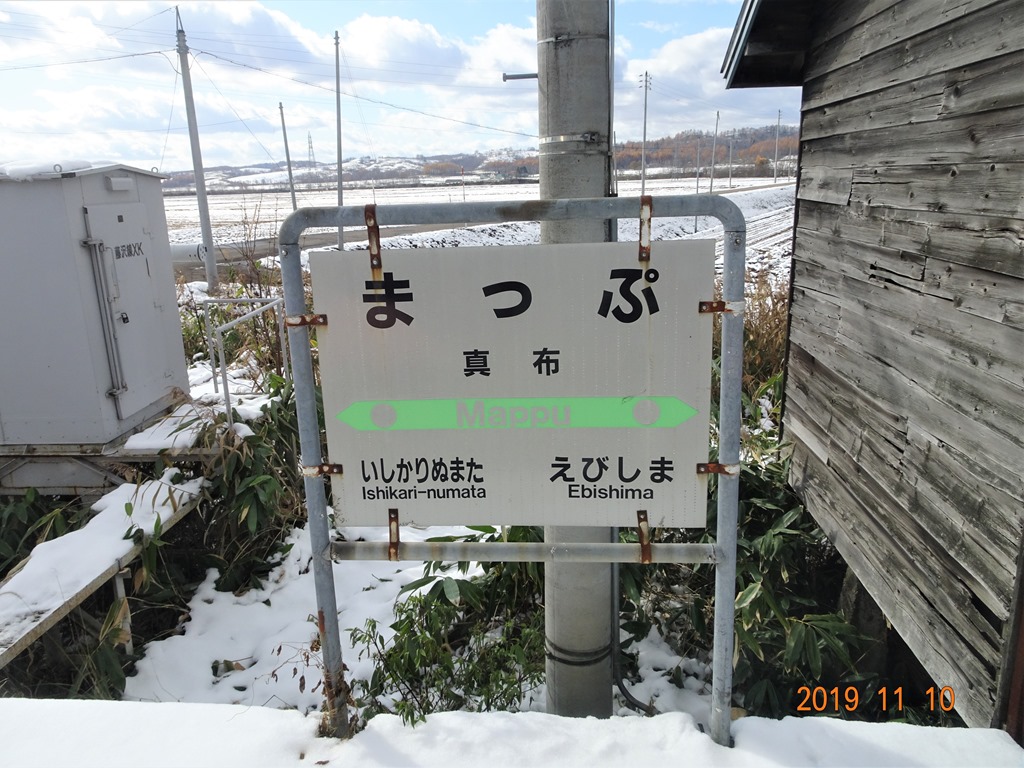 まっぷ
真布
Mappu
いしかりぬまた えびしま
Ishikari-numata Ebishima
2019 11 10